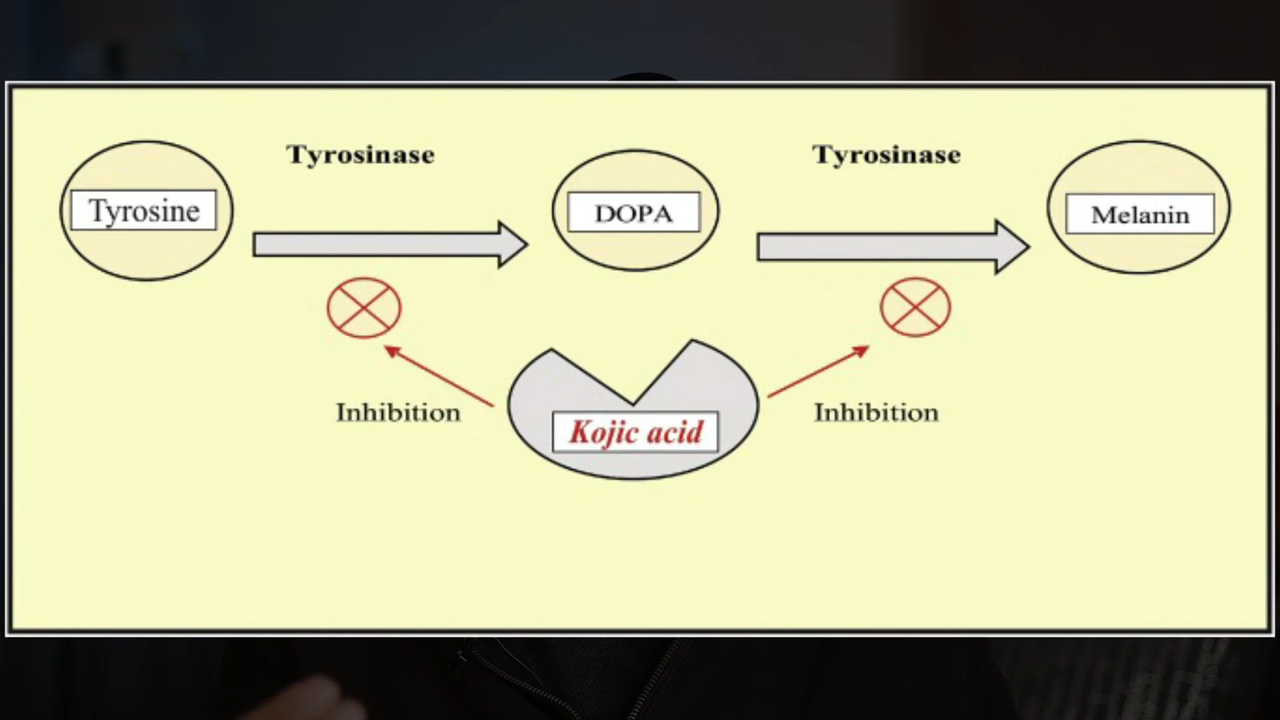 Tyrosinase
Tyrosinase
Tyrosine
DOPA
Melanin
Inhibition
Kojic acid
Inhibition